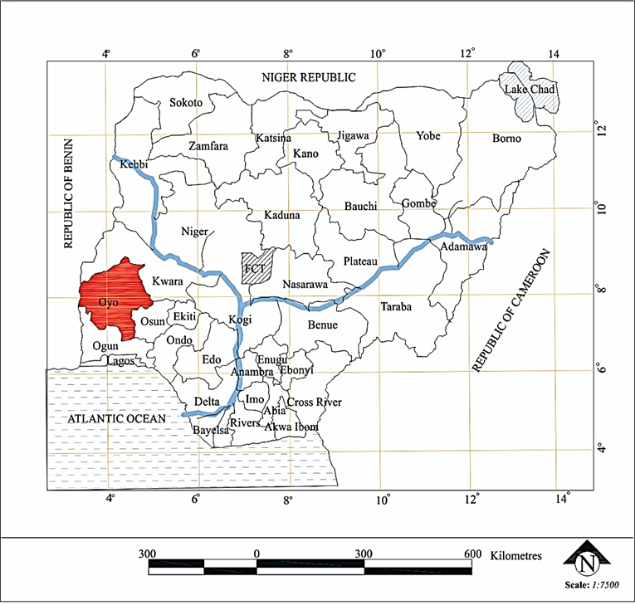 4° 6° 8° 10° 12° 14
NIGER REPUBLIC
Lake Chad
Sokoto
12°
Katsina
Jigawa
Yobe
Borno
Zamfara
Kano
REPUBLIC OF BENIN
Kebbi
Bauchi
Gombe
10°
Kaduna
Niger
Adamawa
FCT
Plateau
Kwara
Nasarawa
8°
Oyo
Taraba
REPUBLIC OF CAMEROON
Ekiti
Kogi
Osun
Benue
Ondo
Ogun
Lagos
Edo
Enugu
Ebonyi
Anambra
6°
Delta
Imo
Cross River
Abia
ATLANTIC OCEAN
Rivers
Akwa Ibom
Bayelsa
4°
4° 6° 8° 10° 12° 14°
300 0 300 600 Kilometres
N
Scale: 1:7500